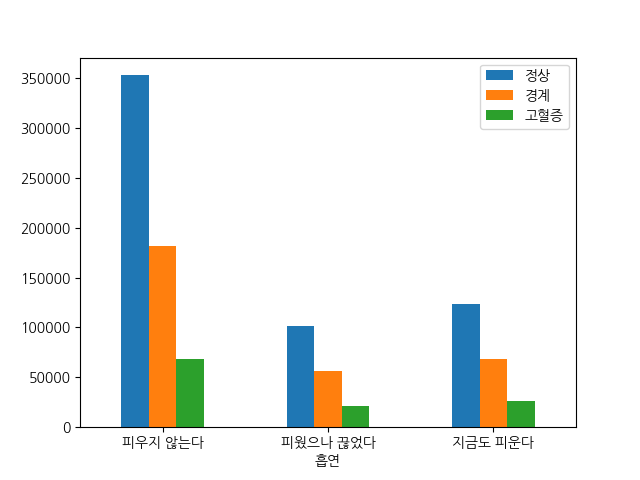 350000
300000
250000
200000
150000
100000
50000
0
정상
경계
고혈증
피우지 않는다
피웠으나 끊었다
지금도 피운다
흡연